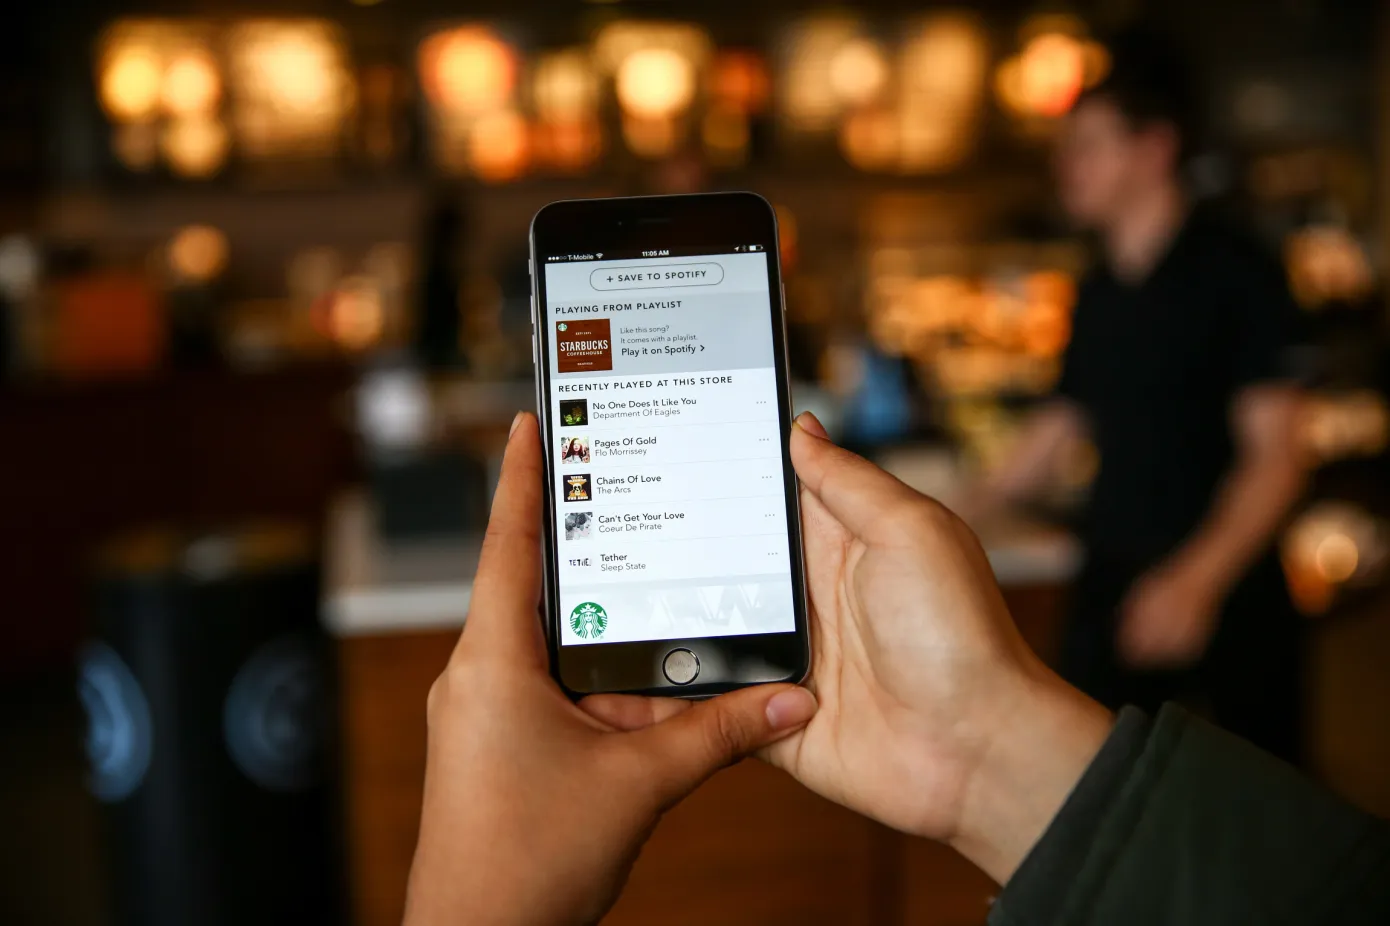 T-Mobile 11:05 AM
+ SAVE TO SPOTIFY
PLAYING FROM PLAYLIST
STARBUCKS
COFFEEHOUSE
Like this song?
It comes with a playlist.
Play it on Spotify >
RECENTLY PLAYED AT THIS STORE
No One Does It Like You
Department Of Eagles
Pages Of Gold
Flo Morrissey
Chains Of Love
The Arcs
Can't Get Your Love
Coeur De Pirate
Tether
Sleep State